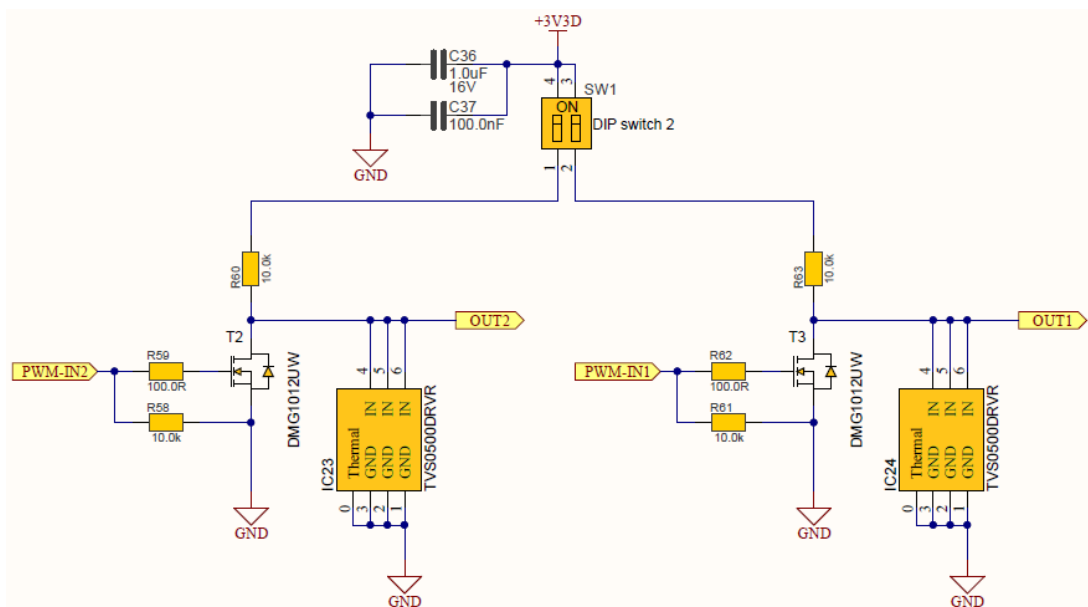 +3V3D
C36
1.0uF
16V
C37
100.0nF
GND
4
3
SW1
ON
DIP switch 2
1
2
R60
10.0k
R63
10.0k
OUT2
OUT1
T2
T3
PWM-IN2
R59
100.0R
R58
10.0k
DMG1012UW
GND
4
5
6
IN
IN
IN
Thermal
GND
GND
GND
IC23
TVS0500DRVR
0
3
2
1
GND
PWM-IN1
R62
100.0R
R61
10.0k
DMG1012UW
GND
4
5
6
IN
IN
IN
Thermal
GND
GND
GND
IC24
TVS0500DRVR
0
3
2
1
GND